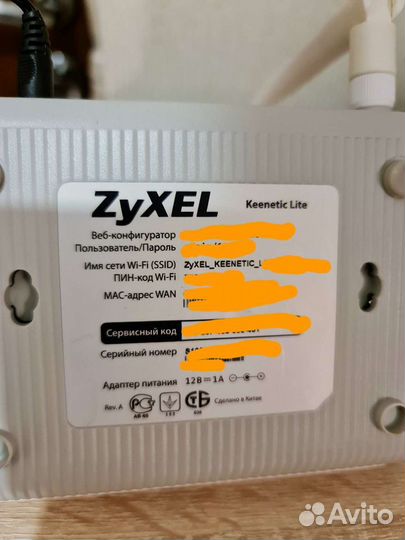 ZyXEL Keenetic Lite
Веб-конфигуратор
Пользователь/Пароль
Имя сети Wi-Fi (SSID) ZyXEL_KEENETIC_L
ПИН-код Wi-Fi
MAC-адрес WAN
Сервисный код
Серийный номер
Адаптер питания 12В 1А
Rev. A Сделано в Китае
Avito